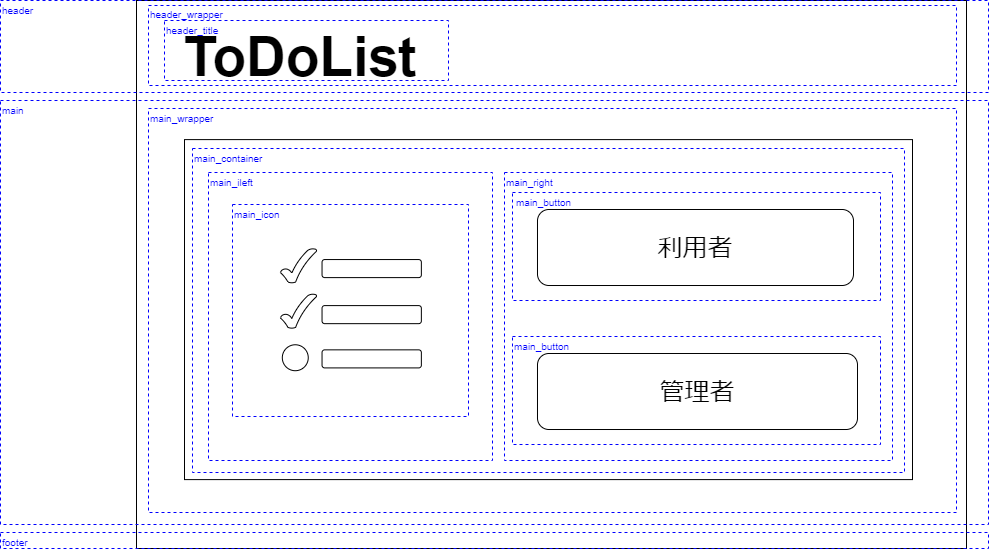 header
header_wrapper
header_title
ToDoList
main
main_wrapper
main_container
main_ileft
main_right
main_icon
main_button
利用者
main_button
管理者
footer